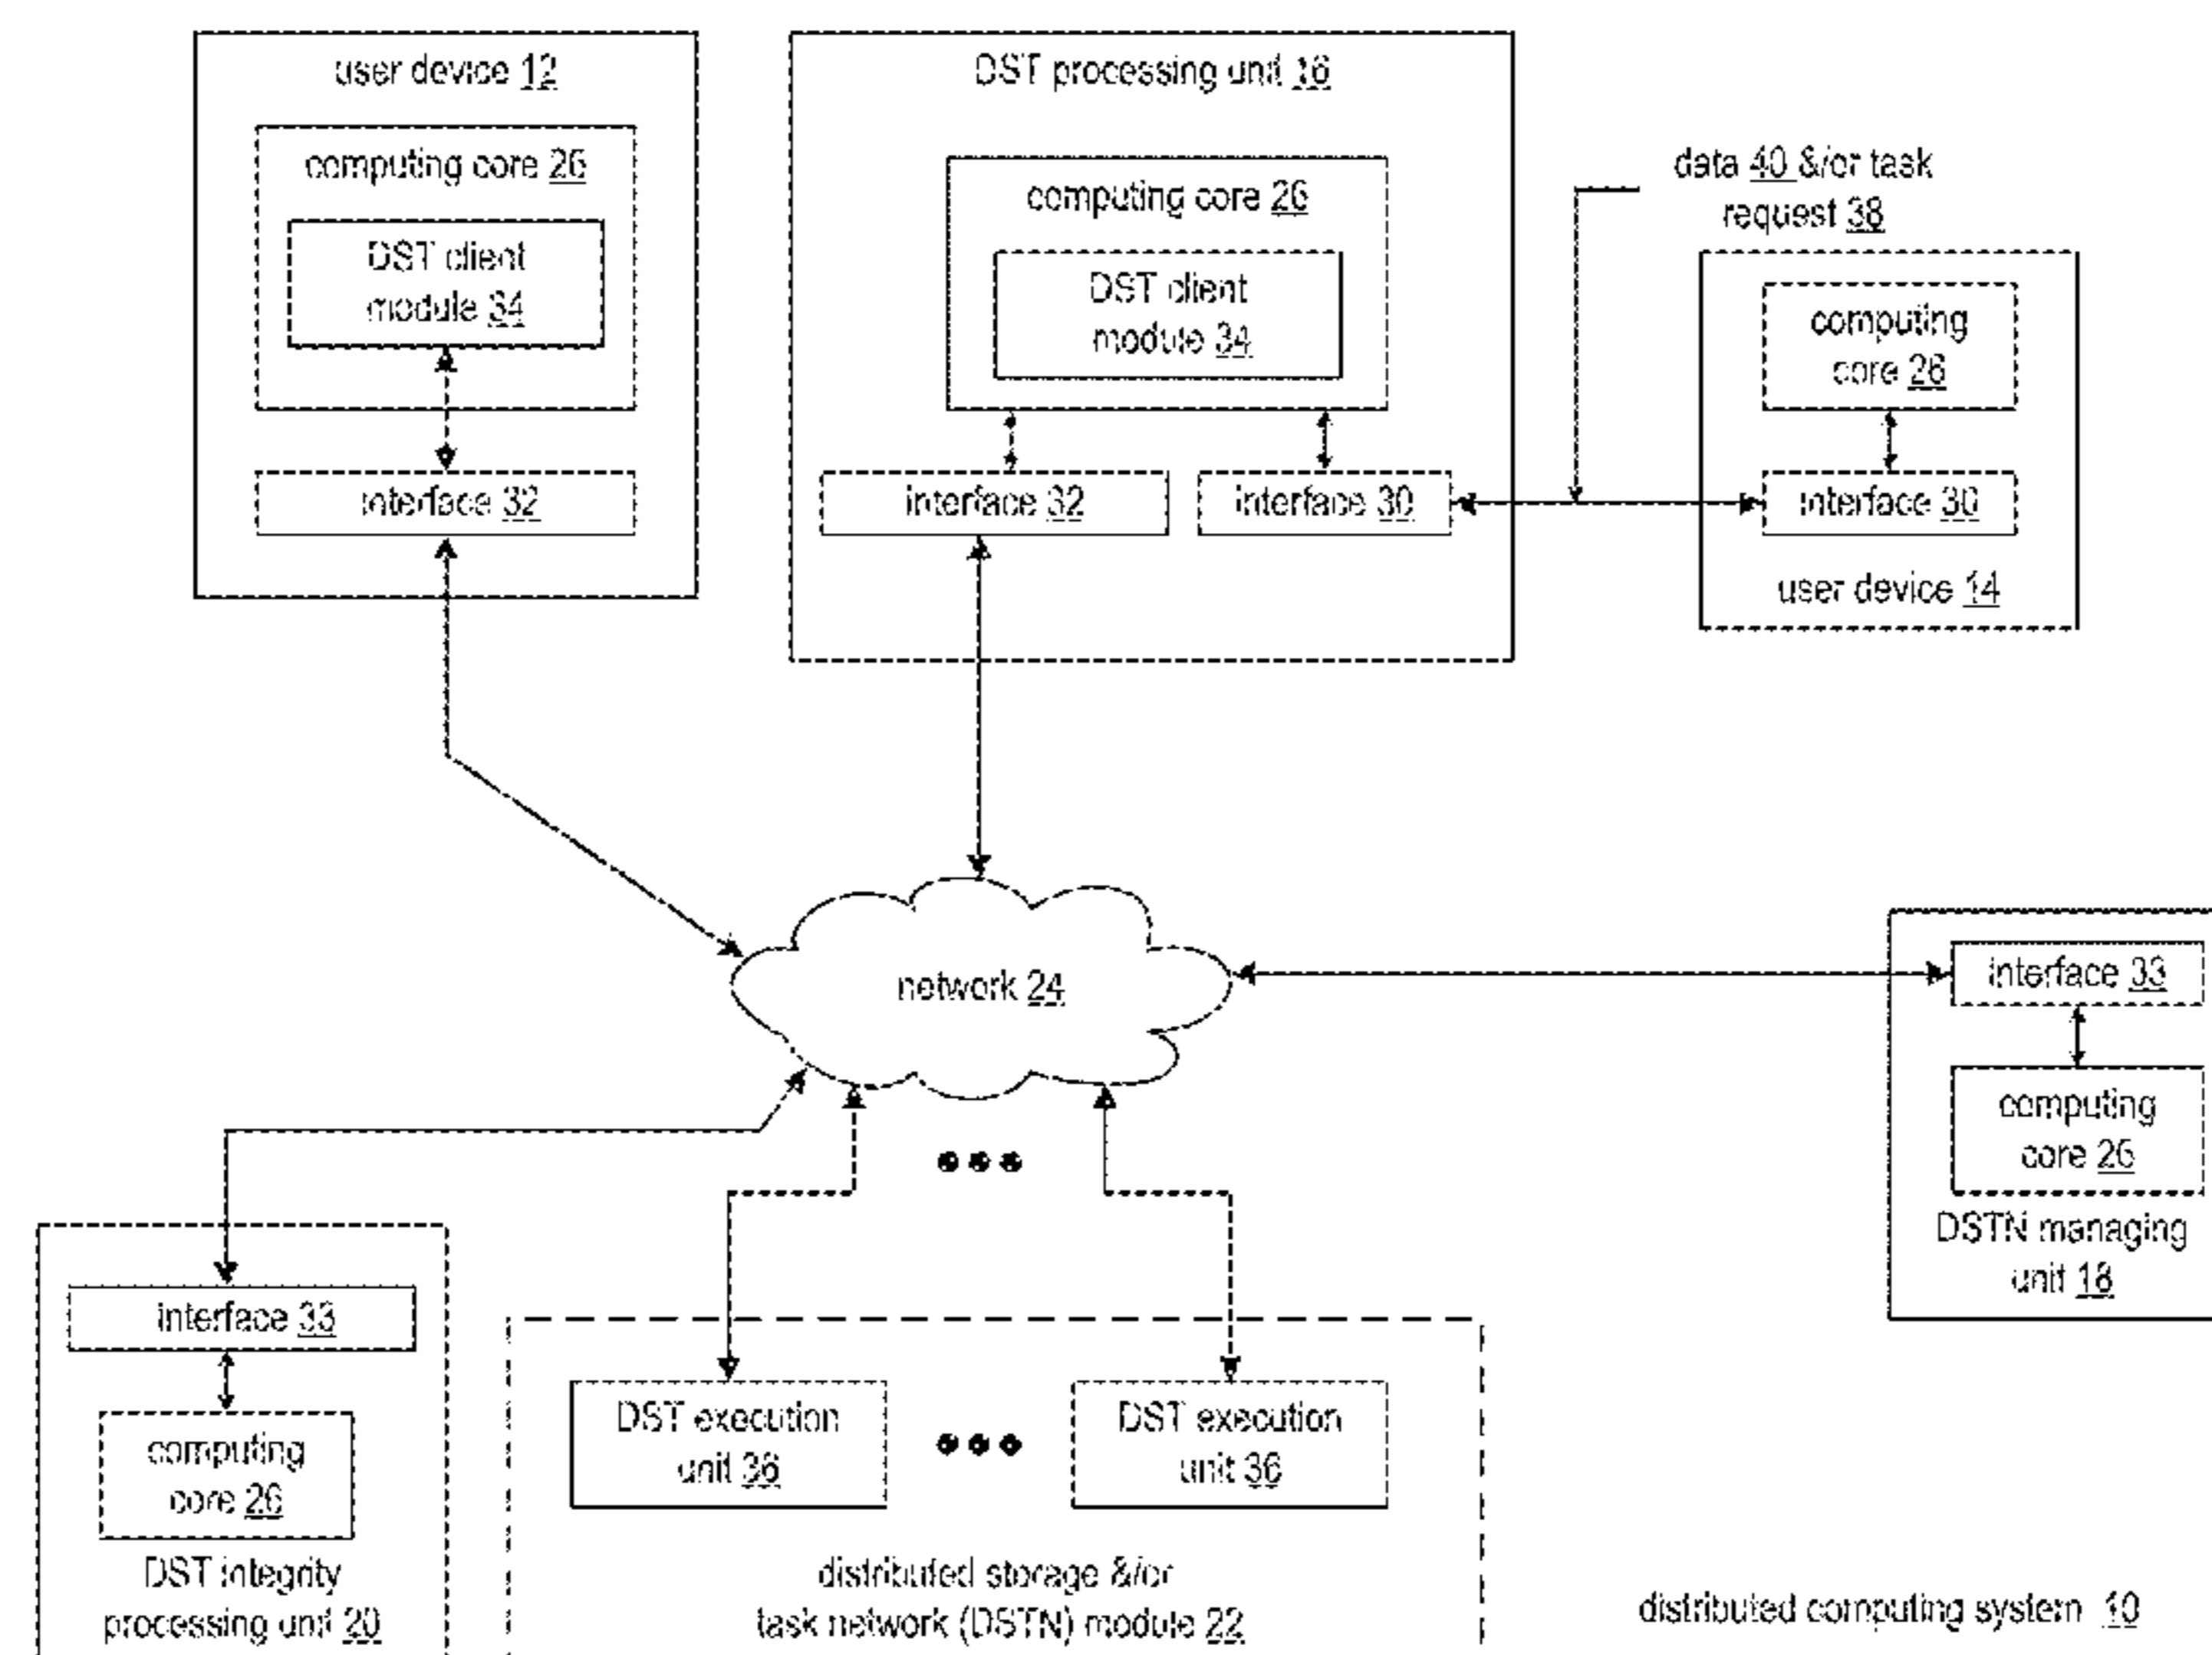 user device 12
computing core 26
DST client
module 34
interface 32
DST processing unit 16
computing core 26
DST client
module 34
interface 32
interface 30
data 40 &/or task
request 38
computing
core 26
interface 30
user device 14
network 24
interface 33
computing
core 26
DSTN managing
unit 18
interface 33
computing
core 26
DST integrity
processing unit 20
DST execution
unit 36
DST execution
unit 36
distributed storage &/or
task network (DSTN) module 22
distributed computing system 10